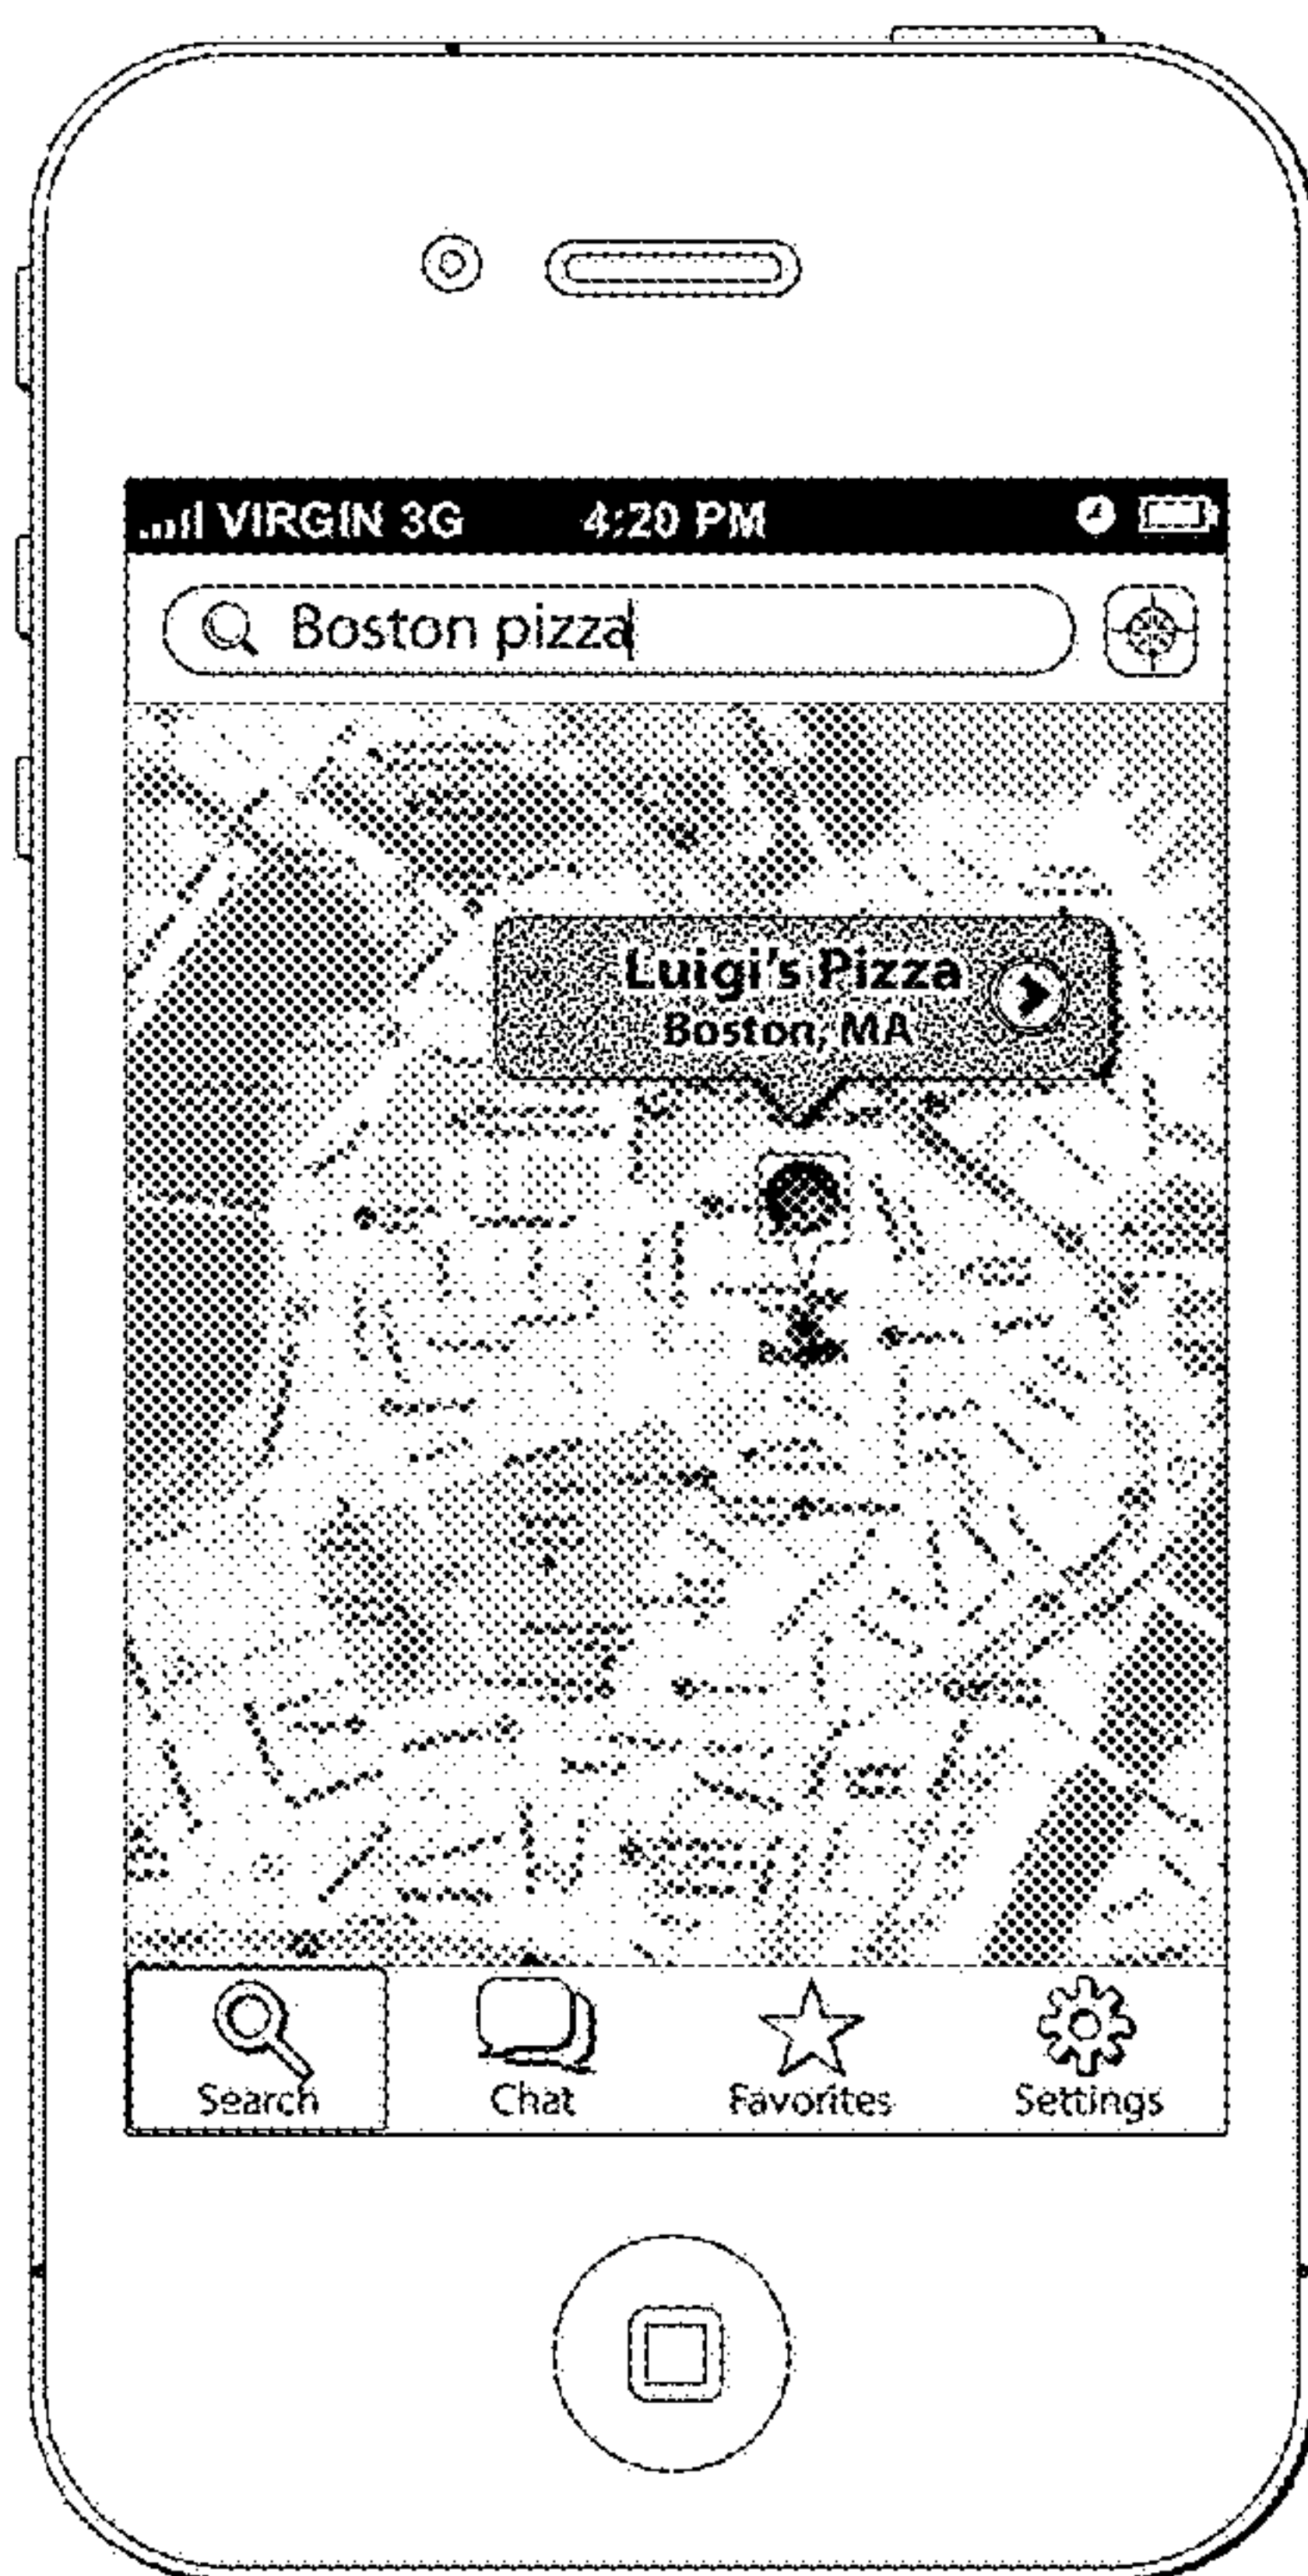 VIRGIN 3G 4:20 PM
Boston pizza
Luigi's Pizza
Boston, MA
Search Chat Favorites Settings